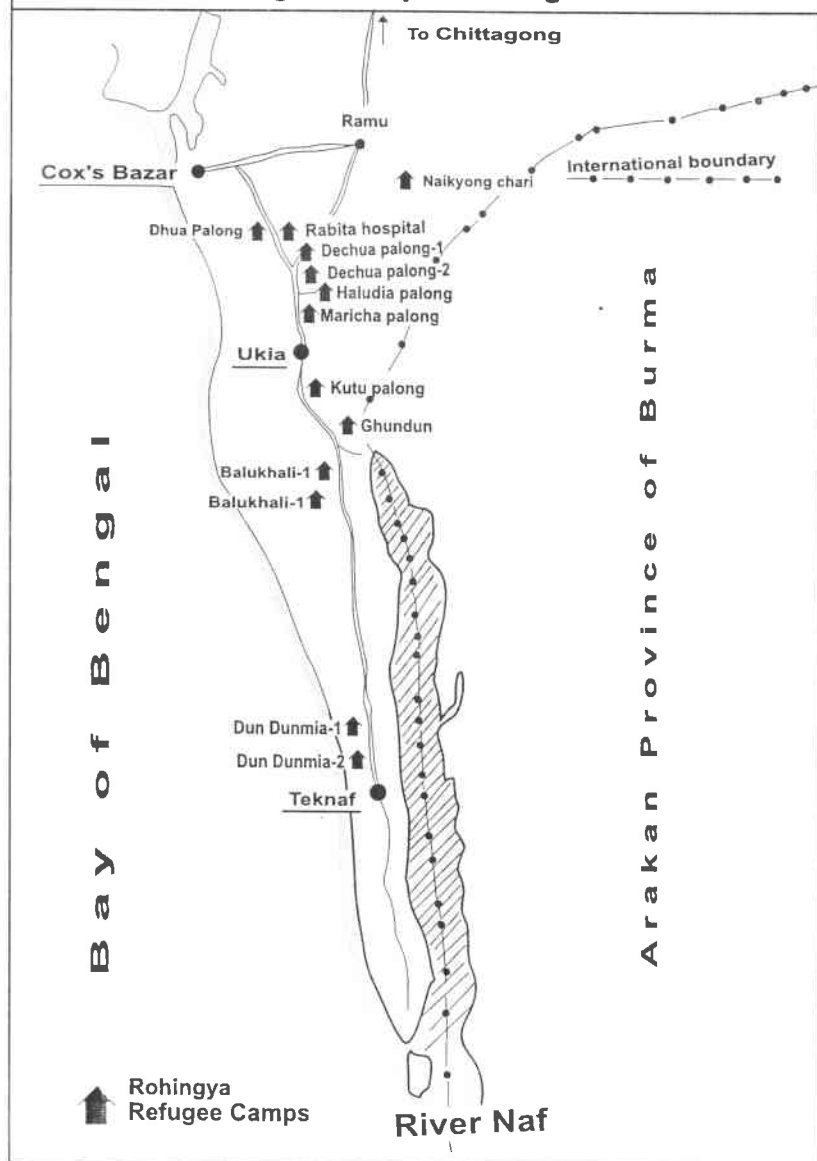 To Chittagong
Ramu
Cox's Bazar
Naikyong chari
International boundary
Dhua Palong
Rabita hospital
Dechua palong-1
Dechua palong-2
Haludia palong
Maricha palong
Ukia
Kutu palong
Ghundun
Balukhali-1
Balukhali-1
Bay of Bengal
Arakan Province of Burma
Dun Dunmia-1
Dun Dunmia-2
Teknaf
Rohingya
Refugee Camps
River Naf